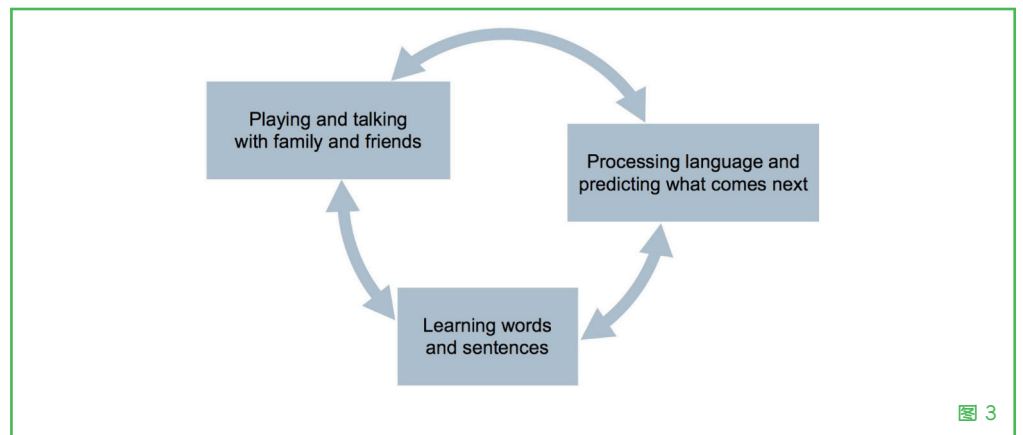 Playing and talking
with family and friends
Processing language and
predicting what comes next
Learning words
and sentences
图 3